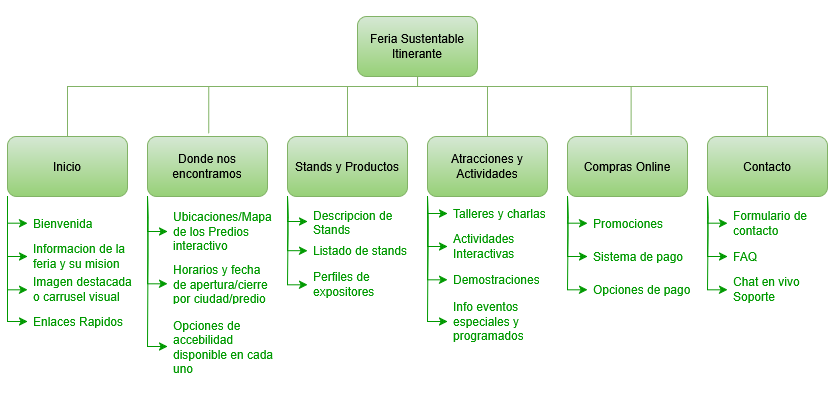 Feria Sustentable
Itinerante
Inicio
Donde nos
encontramos
Stands y Productos
Atracciones y
Actividades
Compras Online
Contacto
Bienvenida
Informacion de la
feria y su mision
Imagen destacada
o carrusel visual
Enlaces Rapidos
Ubicaciones/Mapa
de los Predios
interactivo
Horarios y fecha
de apertura/cierre
por ciudad/predio
Opciones de
accebilidad
disponible en cada
uno
Descripcion de
Stands
Listado de stands
Perfiles de
expositores
Talleres y charlas
Actividades
Interactivas
Demostraciones
Info eventos
especiales y
programados
Promociones
Sistema de pago
Opciones de pago
Formulario de
contacto
FAQ
Chat en vivo
Soporte